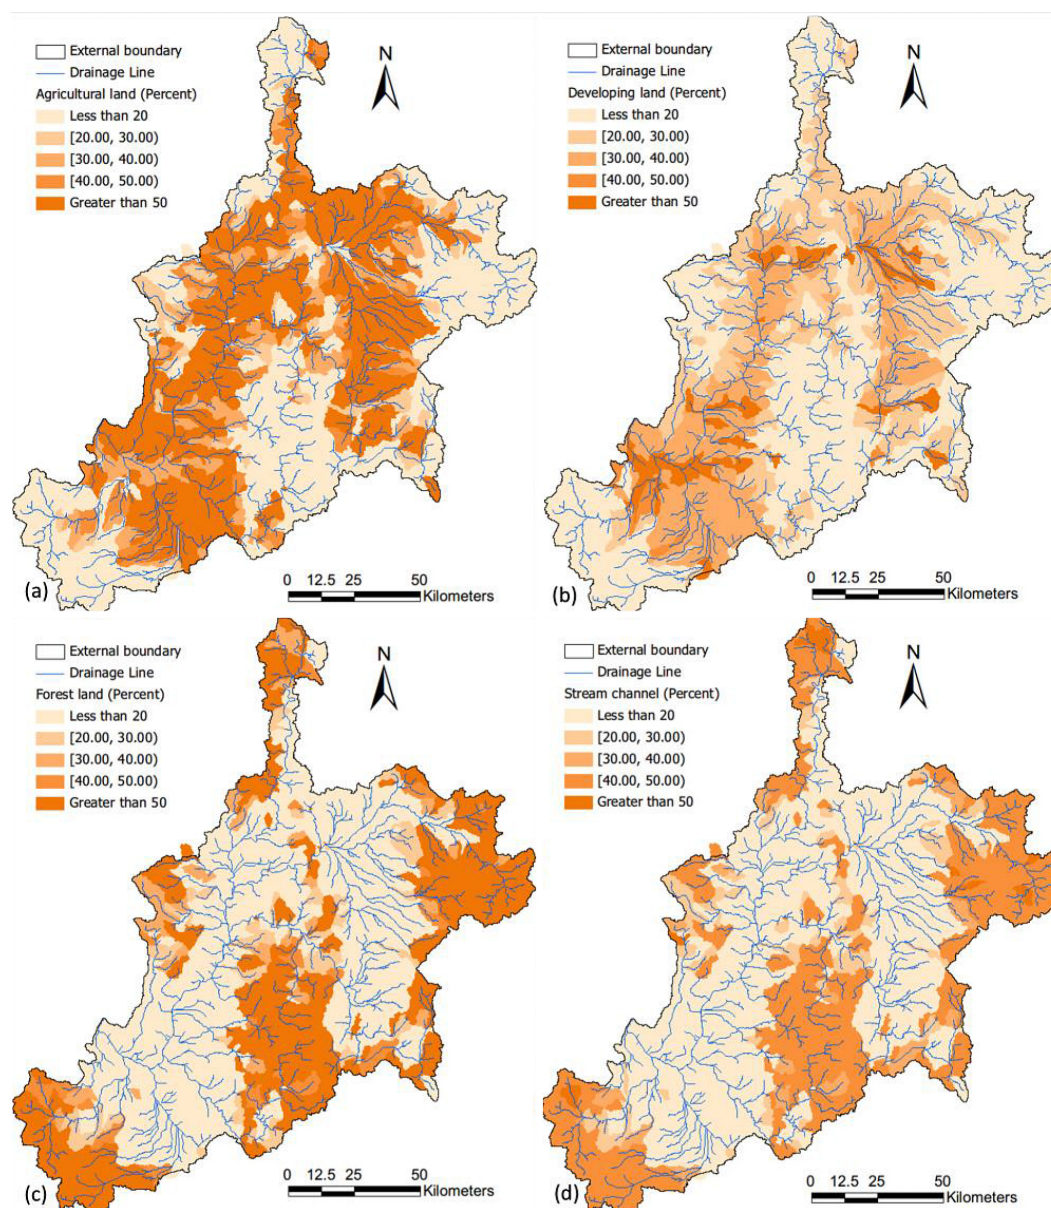 External boundary
Drainage Line
Agricultural land (Percent)
Less than 20
[20.00, 30.00)
[30.00, 40.00)
[40.00, 50.00)
Greater than 50
N
(a)
0 12.5 25 50
Kilometers
External boundary
Drainage Line
Developing land (Percent)
Less than 20
[20.00, 30.00)
[30.00, 40.00)
[40.00, 50.00)
Greater than 50
N
(b)
0 12.5 25 50
Kilometers
External boundary
Drainage Line
Forest land (Percent)
Less than 20
[20.00, 30.00)
[30.00, 40.00)
[40.00, 50.00)
Greater than 50
N
(c)
0 12.5 25 50
Kilometers
External boundary
Drainage Line
Stream channel (Percent)
Less than 20
[20.00, 30.00)
[30.00, 40.00)
[40.00, 50.00)
Greater than 50
N
(d)
0 12.5 25 50
Kilometers